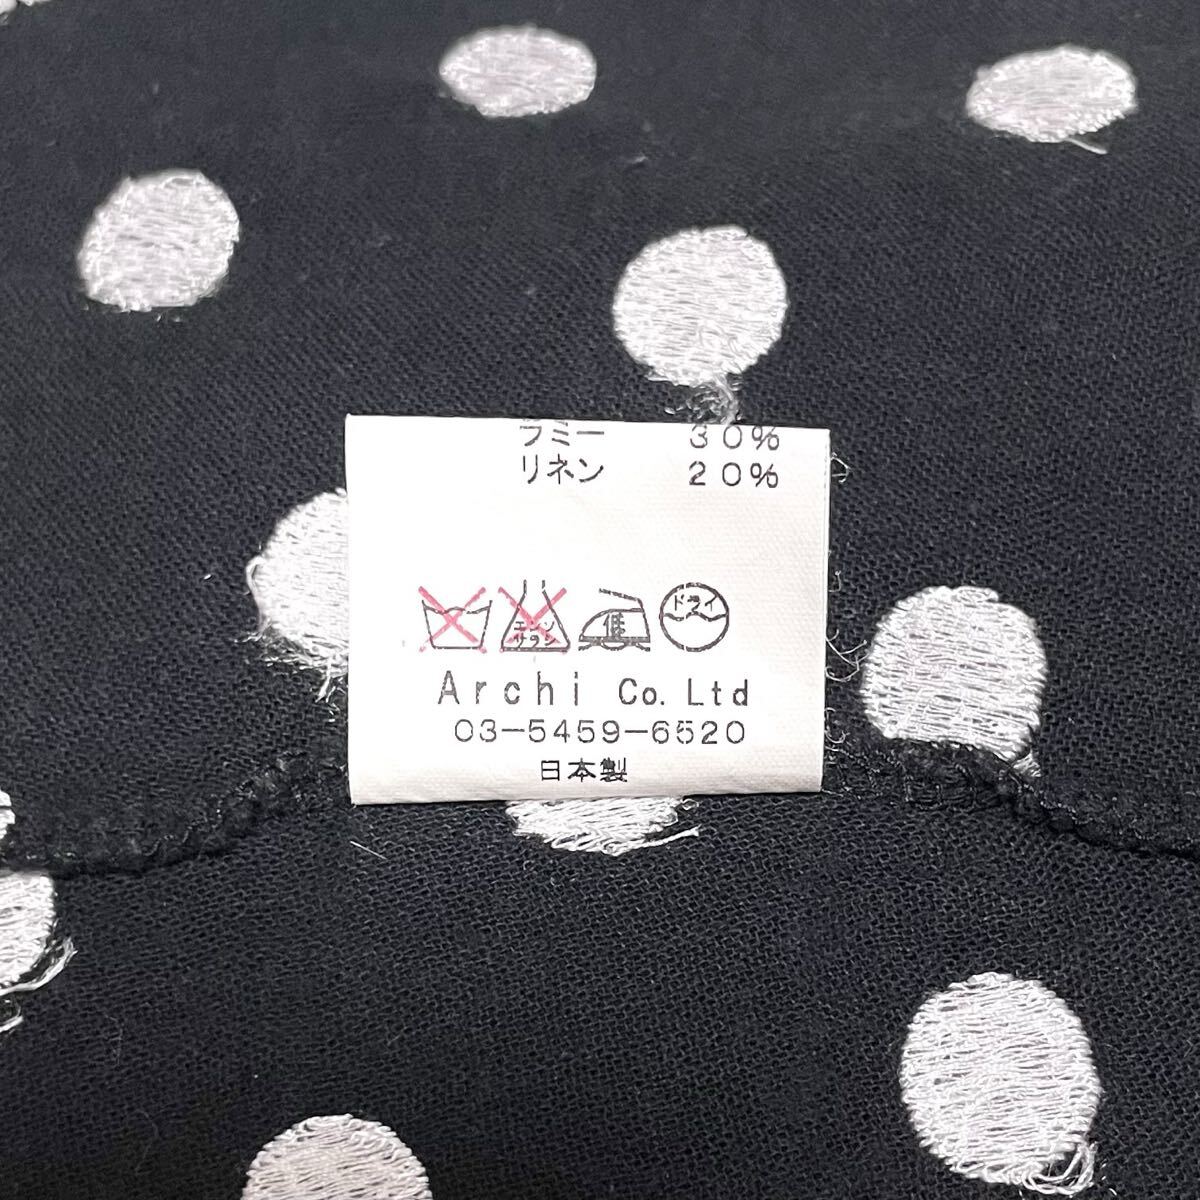 ラミー 30%
リネン 20%
エンソ サラシ
低
ドライ
Archi Co. Ltd
03-5459-6520
日本製